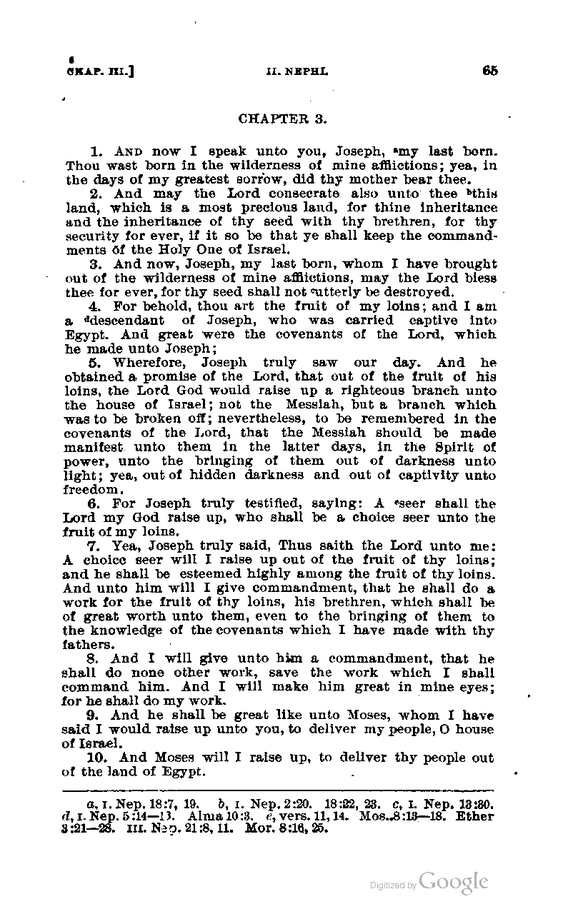 CHAP. III.] II. NEPHI. 65
CHAPTER 3.
1. AND now I speak unto you, Joseph, ᵃmy last born.
Thou wast born in the wilderness of mine afflictions; yea, in
the days of my greatest sorrow, did thy mother bear thee.
2. And may the Lord consecrate also unto thee ᵇthis
land, which is a most precious land, for thine inheritance
and the inheritance of thy seed with thy brethren, for thy
security for ever, if it so be that ye shall keep the command-
ments of the Holy One of Israel.
3. And now, Joseph, my last born, whom I have brought
out of the wilderness of mine afflictions, may the Lord bless
thee for ever, for thy seed shall not ᶜutterly be destroyed.
4. For behold, thou art the fruit of my loins; and I am
a ᵈdescendant of Joseph, who was carried captive into
Egypt. And great were the covenants of the Lord, which
he made unto Joseph;
5. Wherefore, Joseph truly saw our day. And he
obtained a promise of the Lord, that out of the fruit of his
loins, the Lord God would raise up a righteous branch unto
the house of Israel; not the Messiah, but a branch which
was to be broken off; nevertheless, to be remembered in the
covenants of the Lord, that the Messiah should be made
manifest unto them in the latter days, in the Spirit of
power, unto the bringing of them out of darkness unto
light; yea, out of hidden darkness and out of captivity unto
freedom.
6. For Joseph truly testified, saying: A ᵉseer shall the
Lord my God raise up, who shall be a choice seer unto the
fruit of my loins.
7. Yea, Joseph truly said, Thus saith the Lord unto me:
A choice seer will I raise up out of the fruit of thy loins;
and he shall be esteemed highly among the fruit of thy loins.
And unto him will I give commandment, that he shall do a
work for the fruit of thy loins, his brethren, which shall be
of great worth unto them, even to the bringing of them to
the knowledge of the covenants which I have made with thy
fathers.
8. And I will give unto him a commandment, that he
shall do none other work, save the work which I shall
command him. And I will make him great in mine eyes;
for he shall do my work.
9. And he shall be great like unto Moses, whom I have
said I would raise up unto you, to deliver my people, O house
of Israel.
10. And Moses will I raise up, to deliver thy people out
of the land of Egypt.
a, I. Nep. 18:7, 19. b, I. Nep. 2:20. 18:22, 23. c, I. Nep. 13:30.
d, I. Nep. 5:14—13. Alma 10:3. e, vers. 11, 14. Mos. 8:13—18. Ether
3:21—28. III. Nep. 21:8, 11. Mor. 8:16, 25.
Digitized by Google